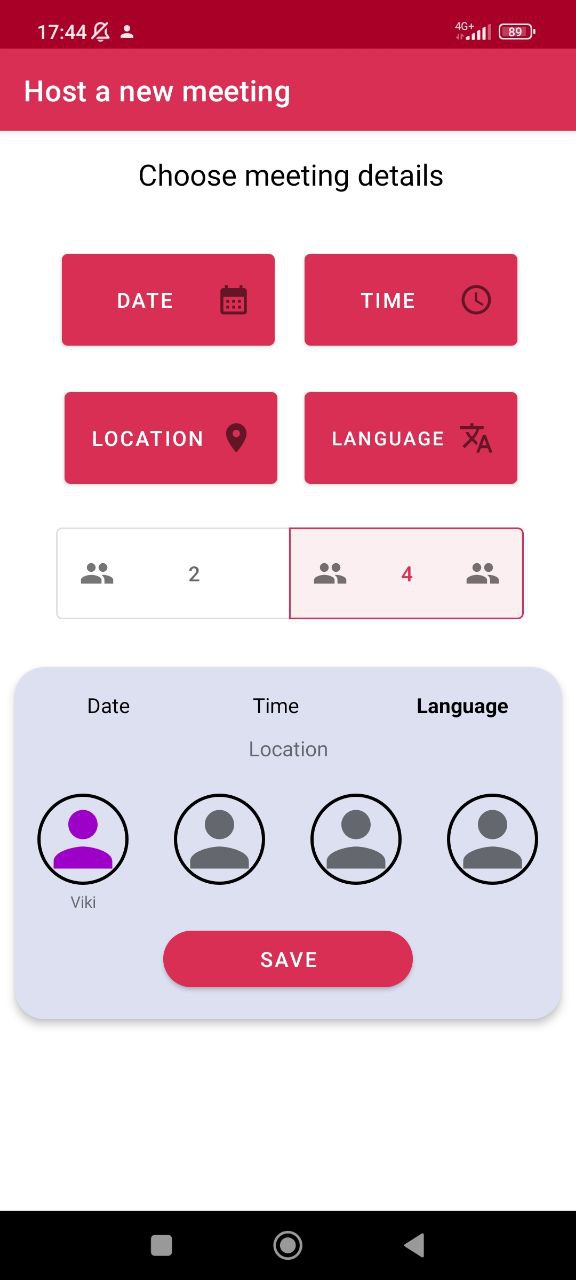 17:44 4G+ 89
Host a new meeting
Choose meeting details
DATE TIME
LOCATION LANGUAGE
2 4
Date Time Language
Location
Viki
SAVE